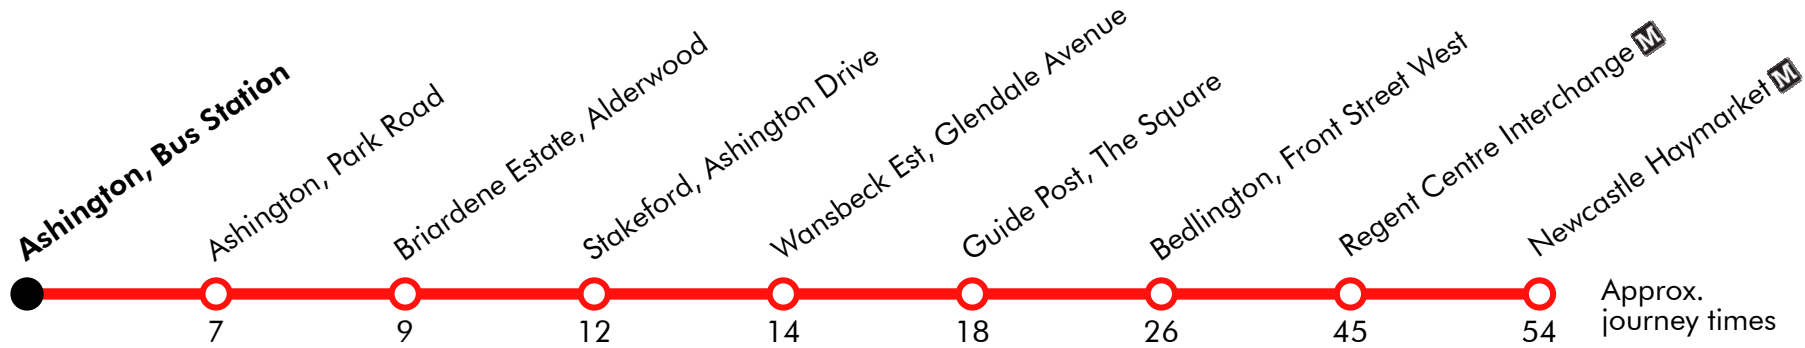 Ashington, Bus Station
Ashington, Park Road
Briardene Estate, Alderwood
Stakeford, Ashington Drive
Wansbeck Est, Glendale Avenue
Guide Post, The Square
Bedlington, Front Street West
Regent Centre Interchange M
Newcastle Haymarket M
7
9
12
14
18
26
45
54
Approx.
journey times